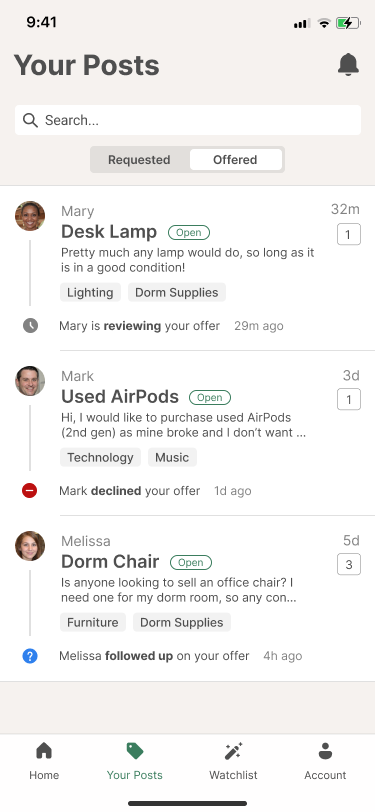 9:41
Your Posts
Search...
Requested Offered
Mary 32m
Desk Lamp Open 1
Pretty much any lamp would do, so long as it
is in a good condition!
Lighting Dorm Supplies
Mary is reviewing your offer 29m ago
Mark 3d
Used AirPods Open 1
Hi, I would like to purchase used AirPods
(2nd gen) as mine broke and I don’t want ...
Technology Music
Mark declined your offer 1d ago
Melissa 5d
Dorm Chair Open 3
Is anyone looking to sell an office chair? I
need one for my dorm room, so any con...
Furniture Dorm Supplies
? Melissa followed up on your offer 4h ago
Home Your Posts Watchlist Account